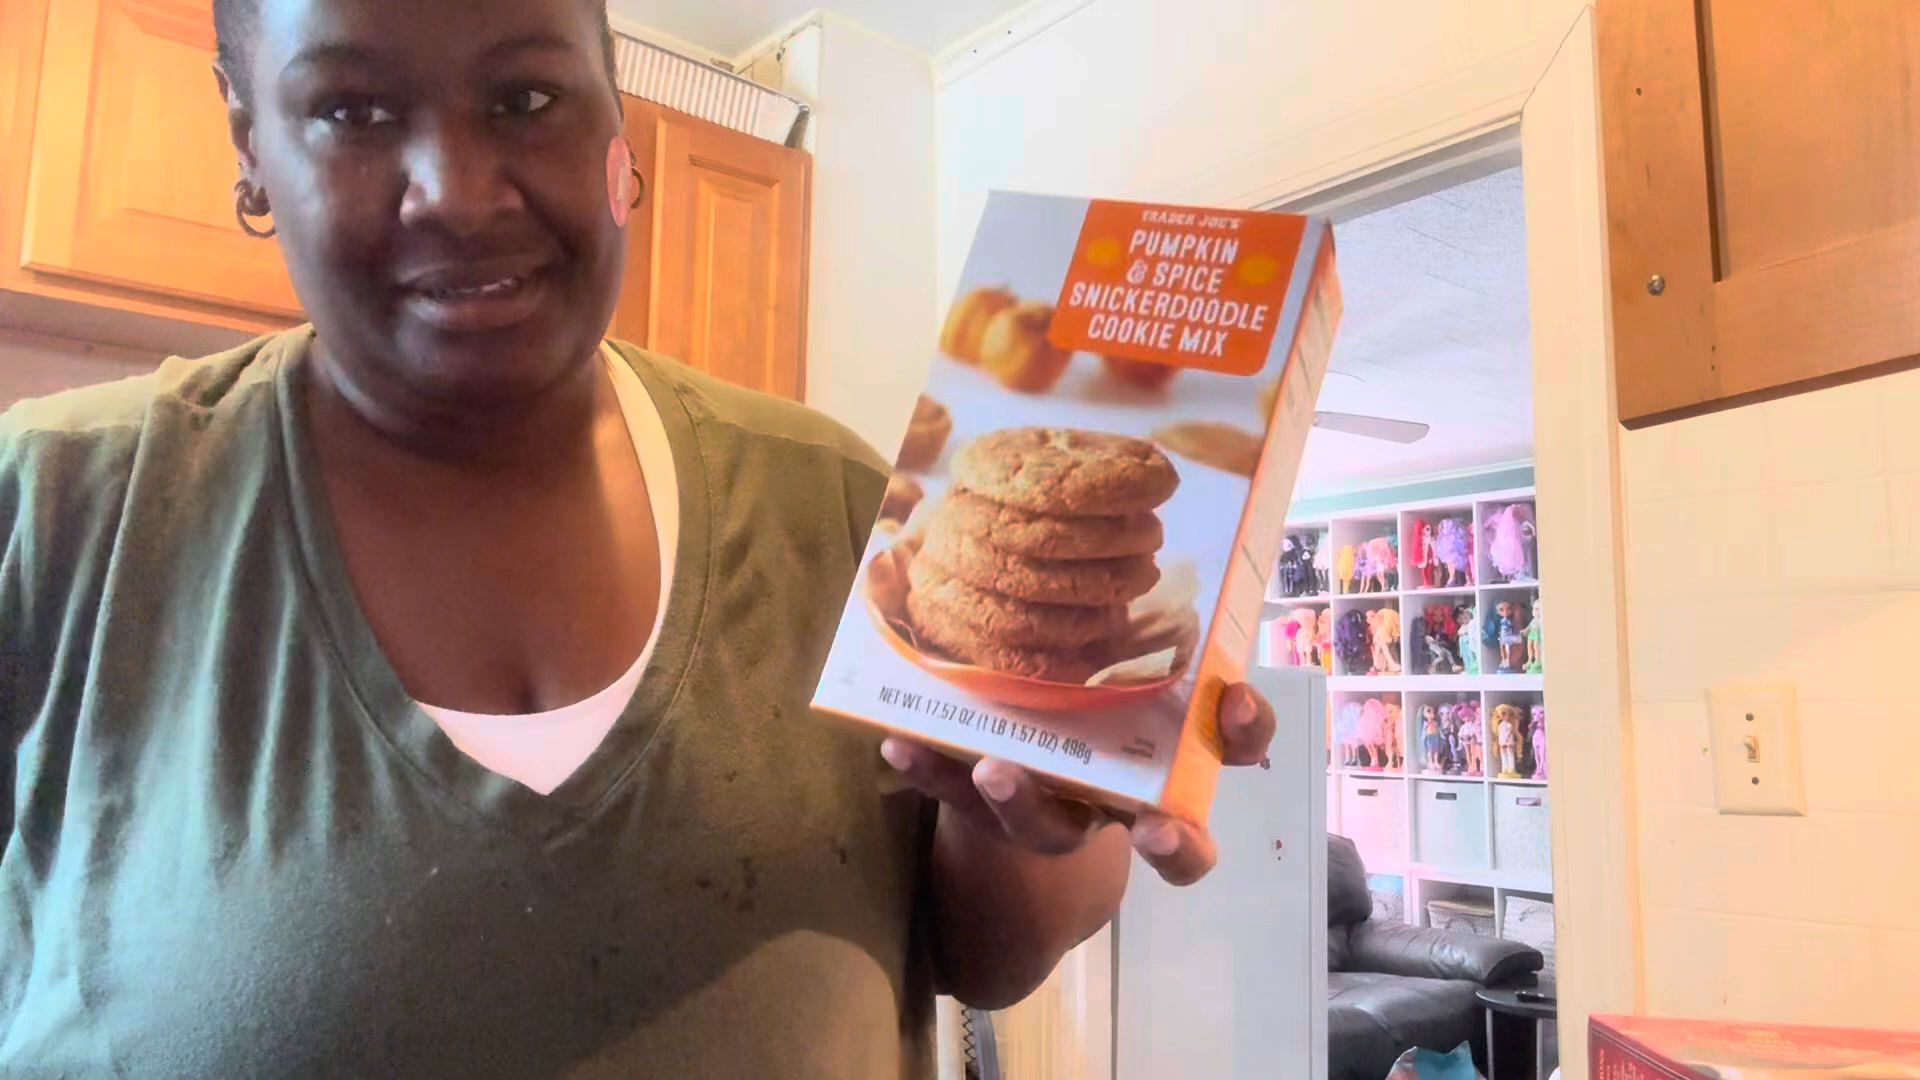 TRADER JOE'S
PUMPKIN
& SPICE
SNICKERDOODLE
COOKIE MIX
NET WT. 17.57 OZ (1 LB 1.57 OZ) 498g